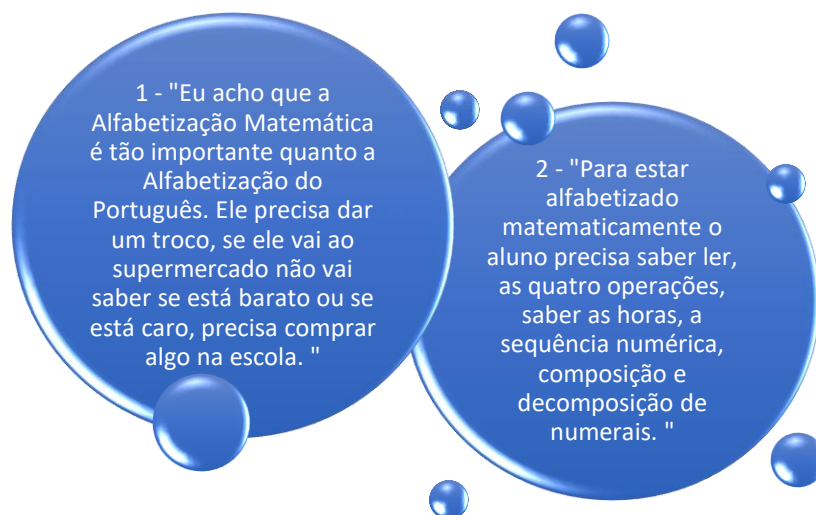 1 - "Eu acho que a
Alfabetização Matemática
é tão importante quanto a
Alfabetização do
Português. Ele precisa dar
um troco, se ele vai ao
supermercado não vai
saber se está barato ou se
está caro, precisa comprar
algo na escola. "
2 - "Para estar
alfabetizado
matematicamente o
aluno precisa saber ler,
as quatro operações,
saber as horas, a
sequência numérica,
composição e
decomposição de
numerais. "